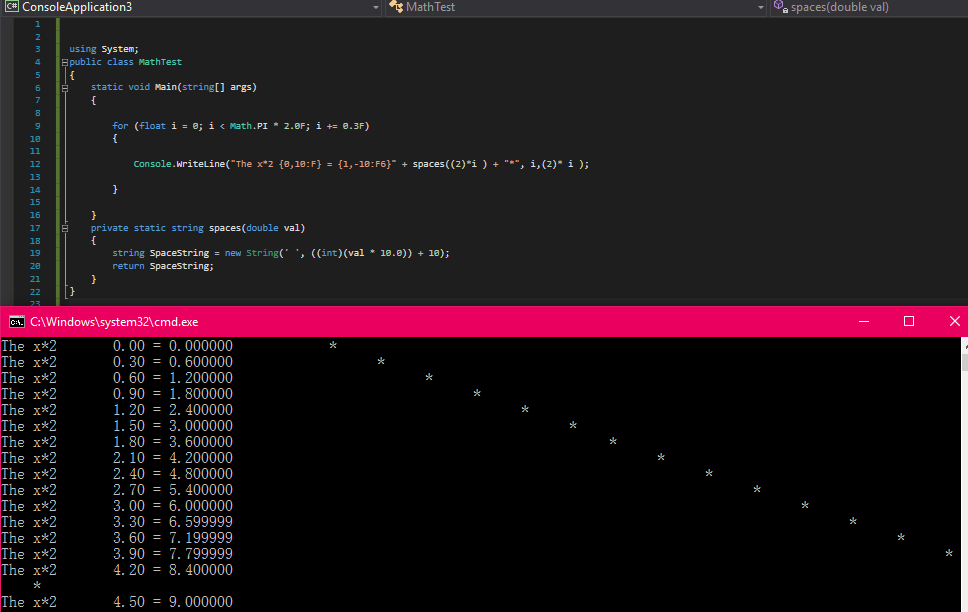 C# ConsoleApplication3 MathTest spaces(double val)
1
2
3 using System;
4 public class MathTest
5 {
6 static void Main(string[] args)
7 {
8
9 for (float i = 0; i < Math.PI * 2.0F; i += 0.3F)
10 {
11
12 Console.WriteLine("The x*2 {0,10:F} = {1,-10:F6}" + spaces((2)*i ) + "*", i,(2)* i );
13
14 }
15
16 }
17 private static string spaces(double val)
18 {
19 string SpaceString = new String(' ', ((int)(val * 10.0)) + 10);
20 return SpaceString;
21 }
22 }
23
C:\Windows\system32\cmd.exe
The x*2 0.00 = 0.000000 *
The x*2 0.30 = 0.600000 *
The x*2 0.60 = 1.200000 *
The x*2 0.90 = 1.800000 *
The x*2 1.20 = 2.400000 *
The x*2 1.50 = 3.000000 *
The x*2 1.80 = 3.600000 *
The x*2 2.10 = 4.200000 *
The x*2 2.40 = 4.800000 *
The x*2 2.70 = 5.400000 *
The x*2 3.00 = 6.000000 *
The x*2 3.30 = 6.599999 *
The x*2 3.60 = 7.199999 *
The x*2 3.90 = 7.799999 *
The x*2 4.20 = 8.400000
*
The x*2 4.50 = 9.000000